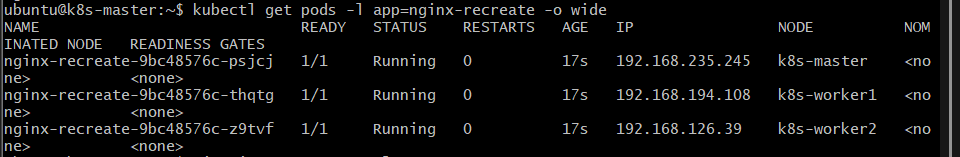 ubuntu@k8s-master:~$ kubectl get pods -l app=nginx-recreate -o wide
NAME READY STATUS RESTARTS AGE IP NODE NOM
INATED NODE READINESS GATES
nginx-recreate-9bc48576c-psjcj 1/1 Running 0 17s 192.168.235.245 k8s-master <no
ne> <none>
nginx-recreate-9bc48576c-thqtg 1/1 Running 0 17s 192.168.194.108 k8s-worker1 <no
ne> <none>
nginx-recreate-9bc48576c-z9tvf 1/1 Running 0 17s 192.168.126.39 k8s-worker2 <no
ne> <none>